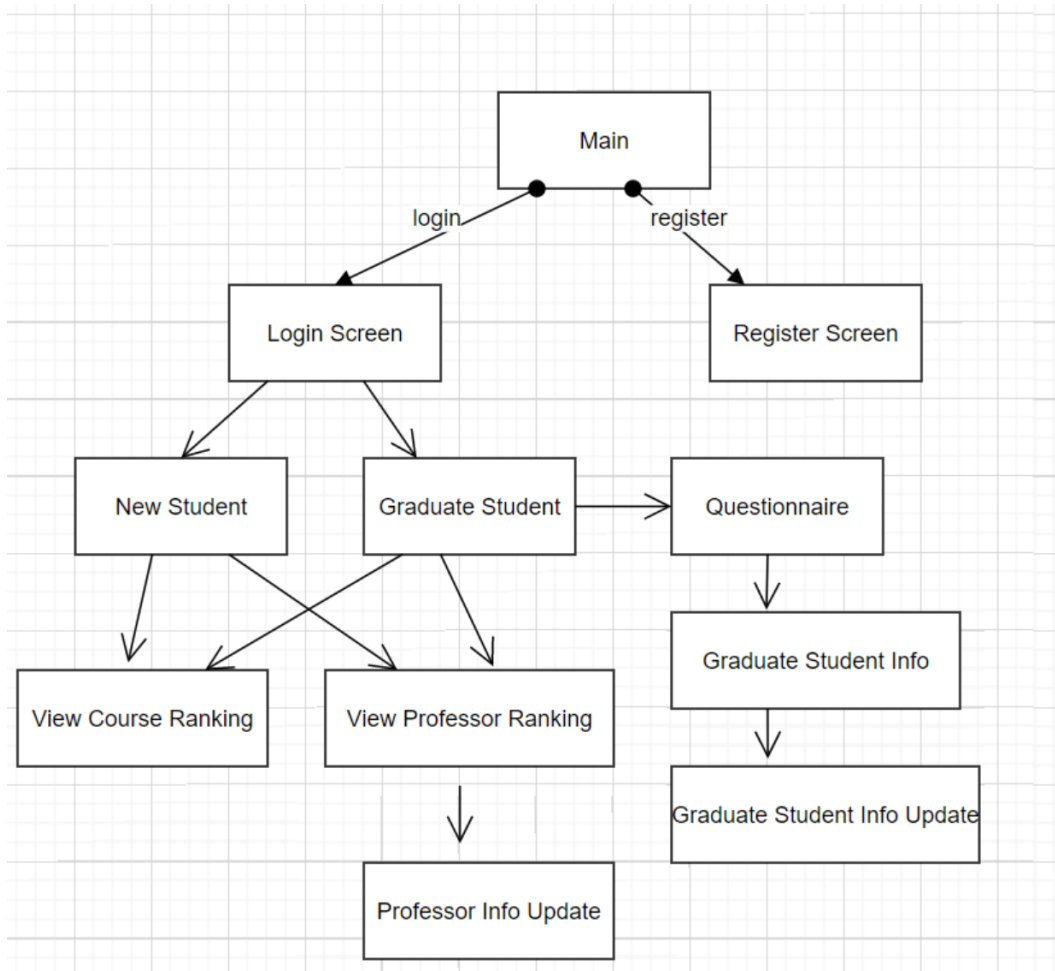 Main
login
register
Login Screen
Register Screen
New Student
Graduate Student
Questionnaire
Graduate Student Info
View Course Ranking
View Professor Ranking
Graduate Student Info Update
Professor Info Update